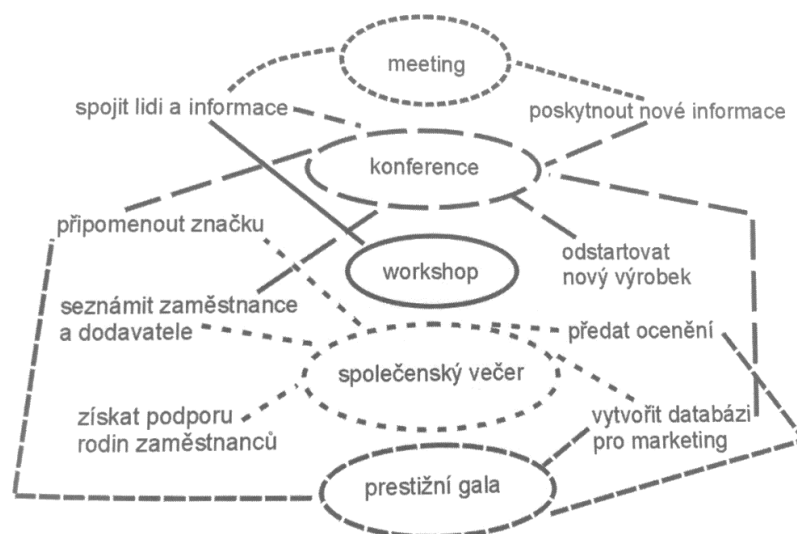 meeting
spojit lidi a informace
poskytnout nové informace
konference
připomenout značku
odstartovat
nový výrobek
workshop
seznámit zaměstnance
a dodavatele
předat ocenění
společenský večer
získat podporu
rodin zaměstnanců
vytvořit databázi
pro marketing
prestižní gala